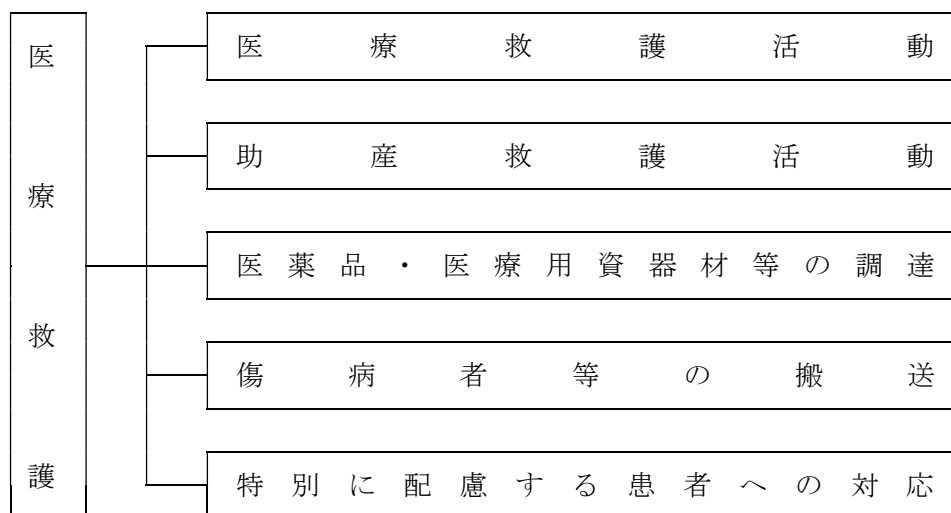 医療救護
医療救護活動
助産救護活動
医薬品・医療用資器材等の調達
傷病者等の搬送
特別に配慮する患者への対応